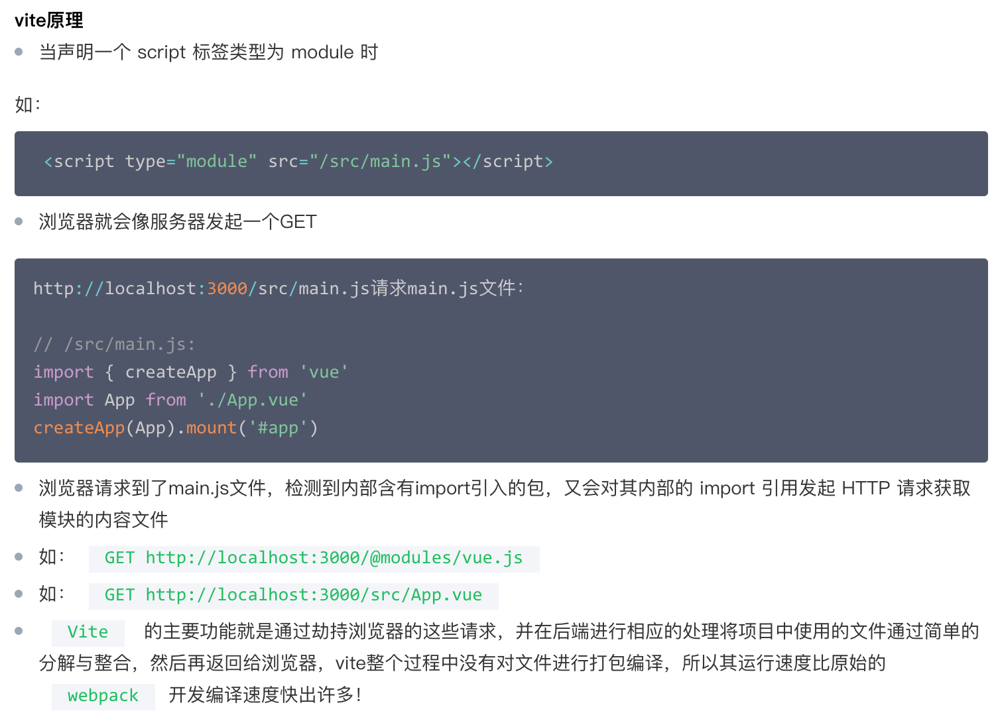 vite原理
当声明一个 script 标签类型为 module 时
如：
<script type="module" src="/src/main.js"></script>
浏览器就会像服务器发起一个GET
http://localhost:3000/src/main.js请求main.js文件：
// /src/main.js:
import { createApp } from 'vue'
import App from './App.vue'
createApp(App).mount('#app')
浏览器请求到了main.js文件，检测到内部含有import引入的包，又会对其内部的 import 引用发起 HTTP 请求获取
模块的内容文件
如： GET http://localhost:3000/@modules/vue.js
如： GET http://localhost:3000/src/App.vue
Vite 的主要功能就是通过劫持浏览器的这些请求，并在后端进行相应的处理将项目中使用的文件通过简单的
分解与整合，然后再返回给浏览器，vite整个过程中没有对文件进行打包编译，所以其运行速度比原始的
webpack 开发编译速度快出许多！